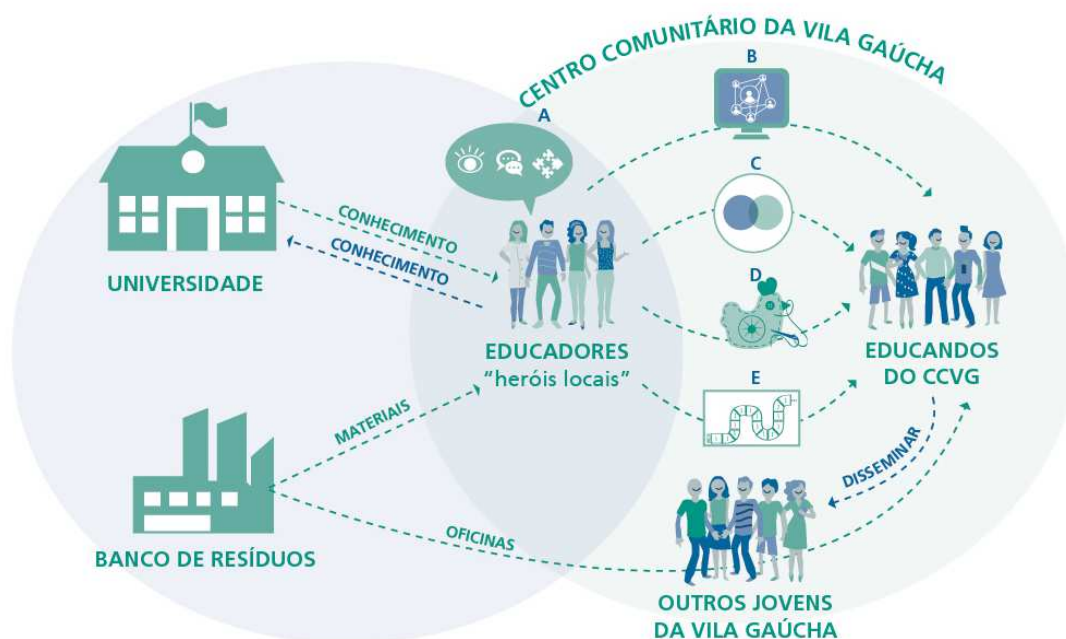 CENTRO COMUNITÁRIO DA VILA GAÚCHA
A
B
C
D
E
CONHECIMENTO
CONHECIMENTO
UNIVERSIDADE
EDUCADORES
"heróis locais"
EDUCANDOS
DO CCVG
MATERIAIS
DISSEMINAR
BANCO DE RESÍDUOS
OFICINAS
OUTROS JOVENS
DA VILA GAÚCHA